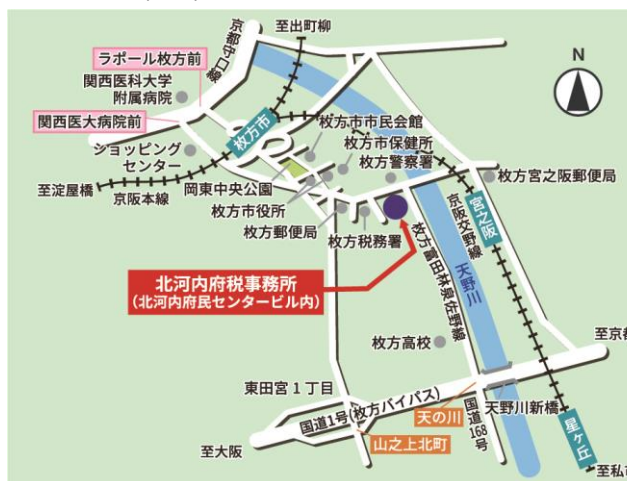 至出町柳
京都守口線
ラポール枚方前
関西医科大学
附属病院
関西医大病院前
枚方市
ショッピング
センター
至淀屋橋
京阪本線
枚方市市民会館
枚方市保健所
枚方警察署
岡東中央公園
枚方市役所
枚方郵便局
枚方税務署
N
枚方宮之阪郵便局
宮之阪
京阪交野線
天野川
枚方富田林泉佐野線
北河内府税事務所
(北河内府民センタービル内)
枚方高校
至京都
東田宮1丁目
国道1号(枚方バイパス)
天の川
天野川新橋
国道168号
山之上北町
至大阪
星ヶ丘
至私市